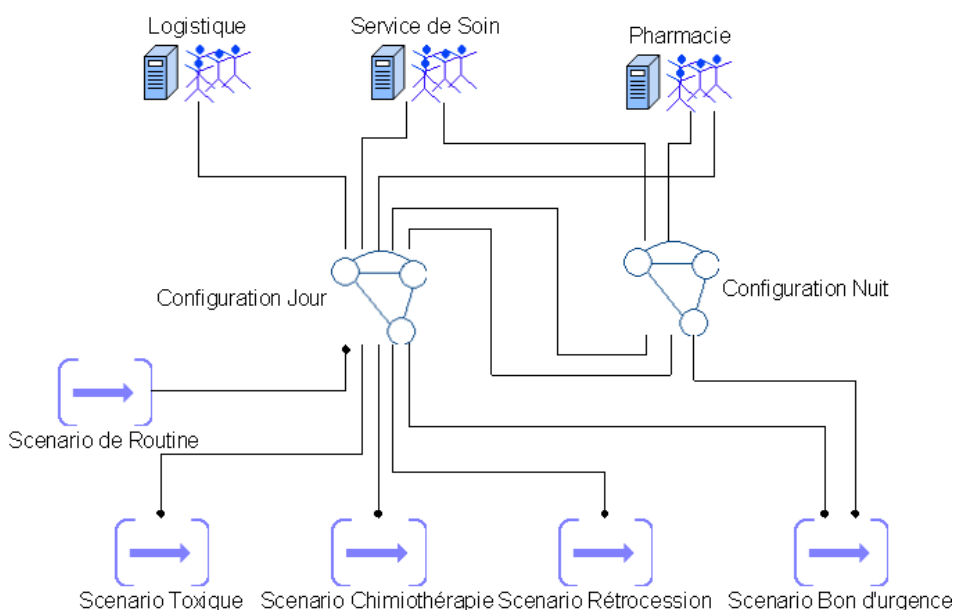 Logistique
Service de Soin
Pharmacie
Configuration Jour
Configuration Nuit
Scenario de Routine
Scenario Toxique
Scenario Chimiothérapie
Scenario Rétrocession
Scenario Bon d'urgence